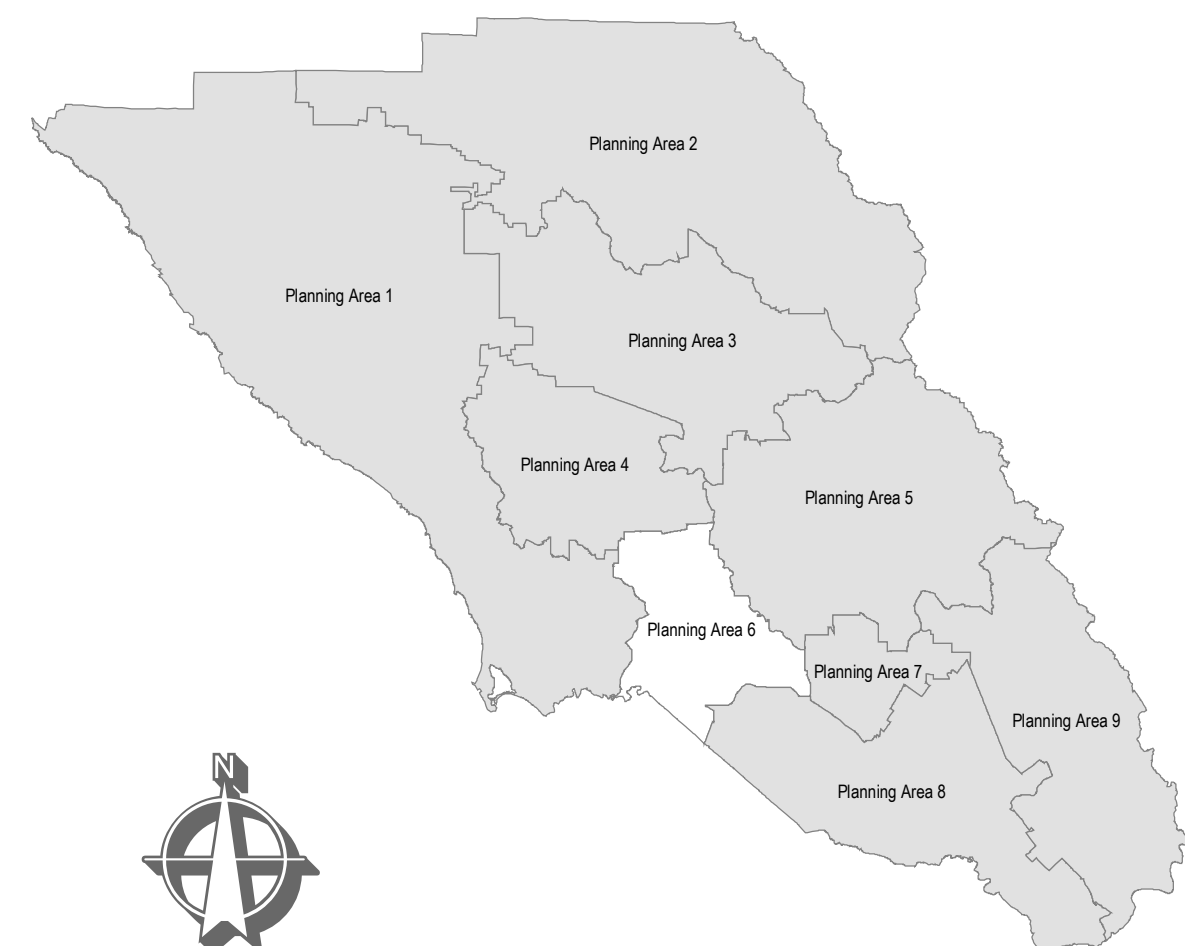 Planning Area 2
Planning Area 1
Planning Area 3
Planning Area 4
Planning Area 5
Planning Area 6
Planning Area 7
Planning Area 9
Planning Area 8
N